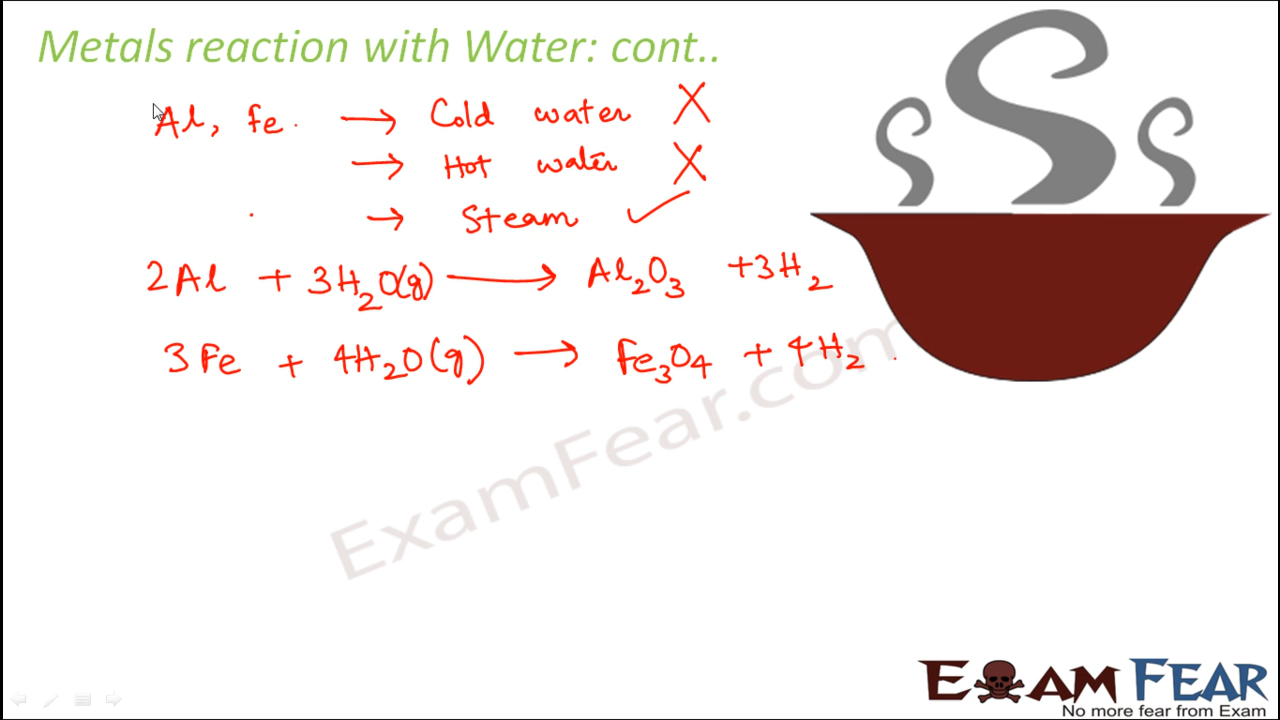 Metals reaction with Water: cont..
Al, Fe. → Cold water X
→ Hot water X
→ Steam ✓
2Al + 3H₂O(g) → Al₂O₃ + 3H₂
3Fe + 4H₂O(g) → Fe₃O₄ + 4H₂.
ExamFear.com
EXAM FEAR
No more fear from Exam